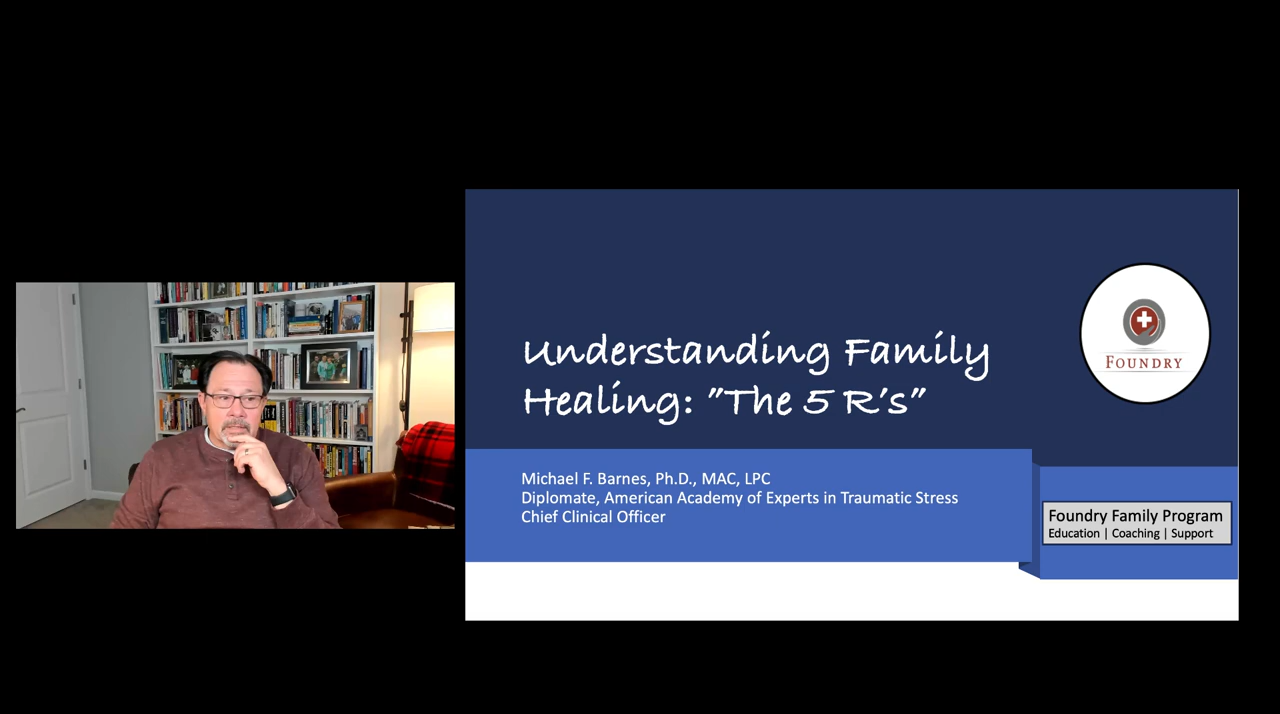 Understanding Family
Healing: "The 5 R's"
FOUNDRY
Michael F. Barnes, Ph.D., MAC, LPC
Diplomate, American Academy of Experts in Traumatic Stress
Chief Clinical Officer
Foundry Family Program
Education | Coaching | Support